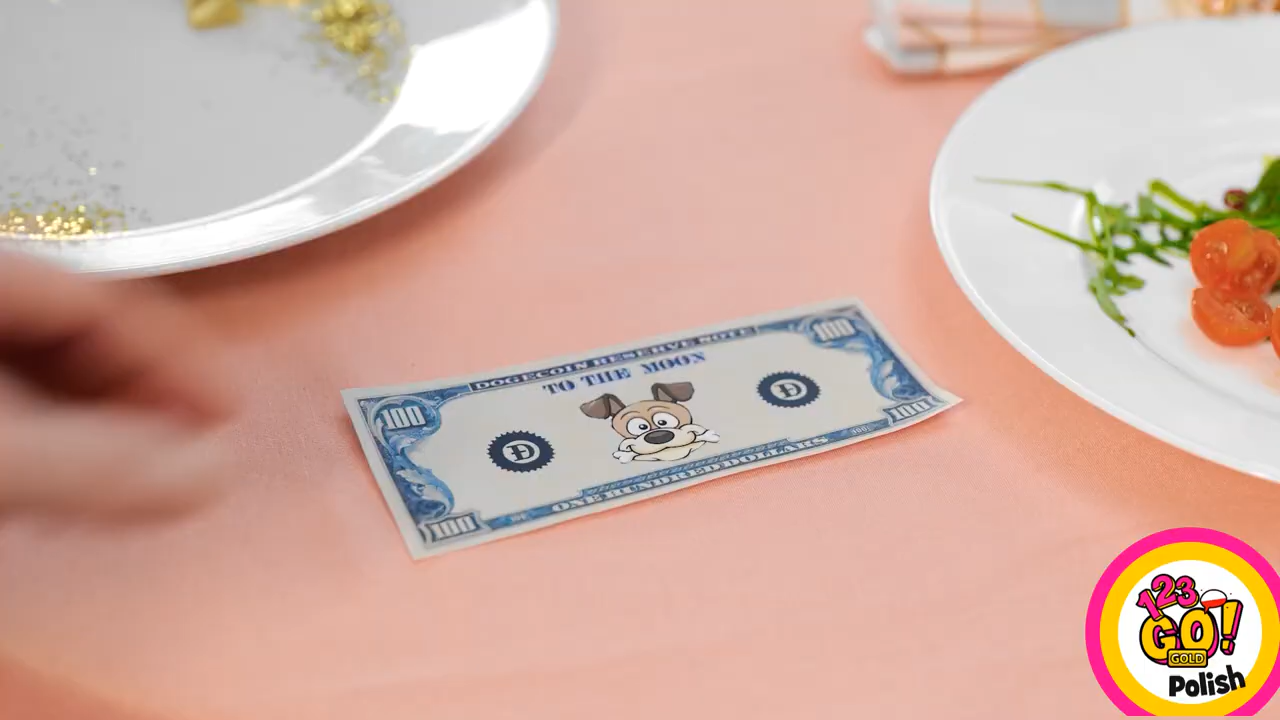 DOGECOIN RESERVE NOTE
100
TO THE MOON
100
Đ
Đ
100
ONE HUNDRED DOLLARS
100
123
GO!
GOLD
Polish